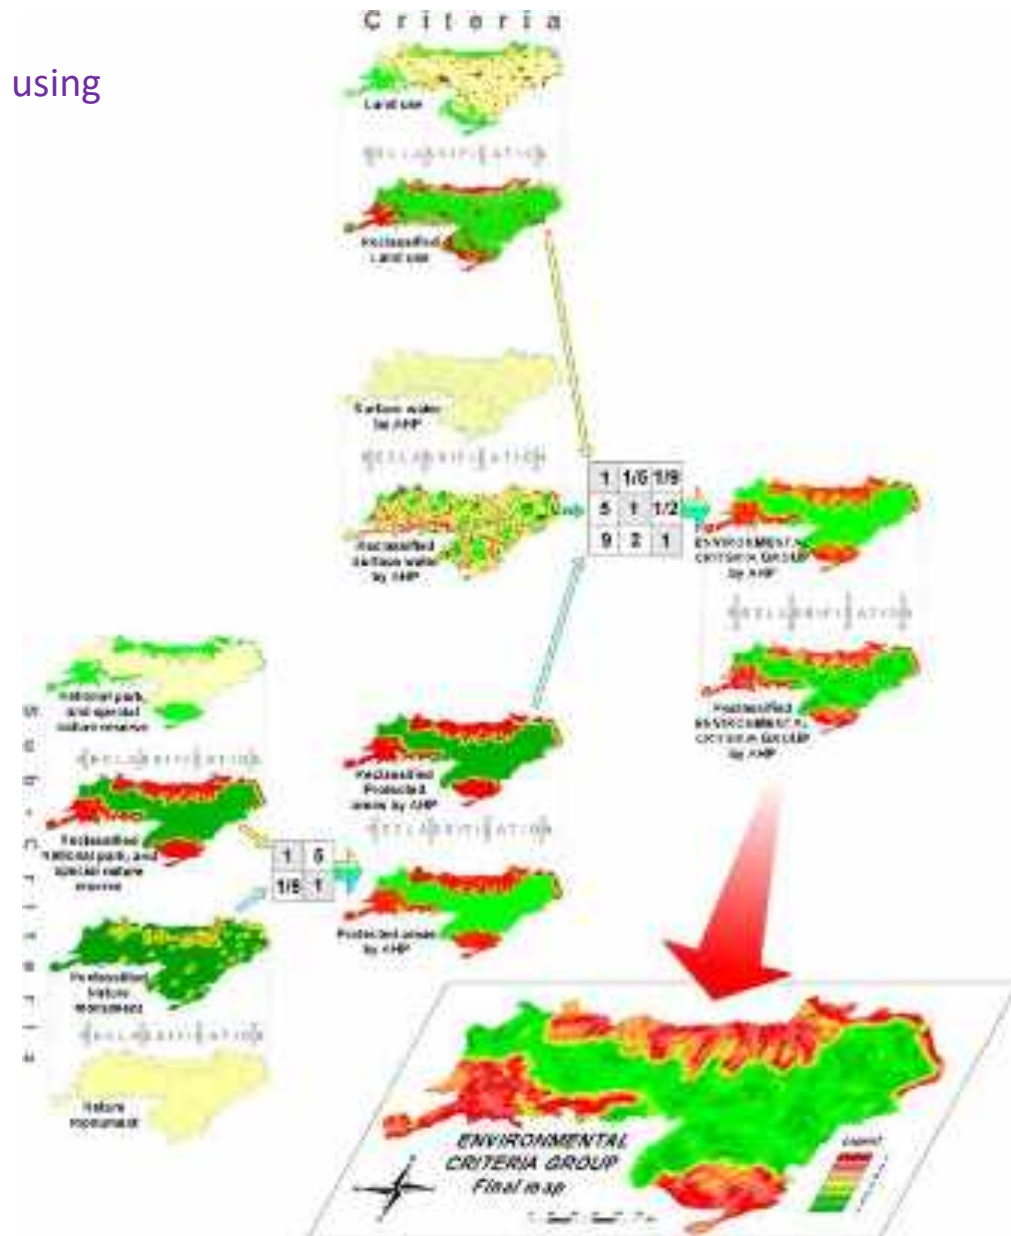 Criteria
using
Land use
Reclassified
Land use
Surface water
by AHP
Reclassified
surface water
by AHP
1 1/5 1/9
5 1 1/2
9 2 1
ENVIRONMENTAL
CRITERIA GROUP
by AHP
Reclassified
ENVIRONMENTAL
CRITERIA GROUP
by AHP
National park,
and special
nature reserve
Reclassified
National park, and
special nature
reserve
1 5
1/5 1
Reclassified
Nature
monument
Nature
monument
Reclassified
Protected
areas by AHP
Protected areas
by AHP
ENVIRONMENTAL
CRITERIA GROUP
Final map
Legend